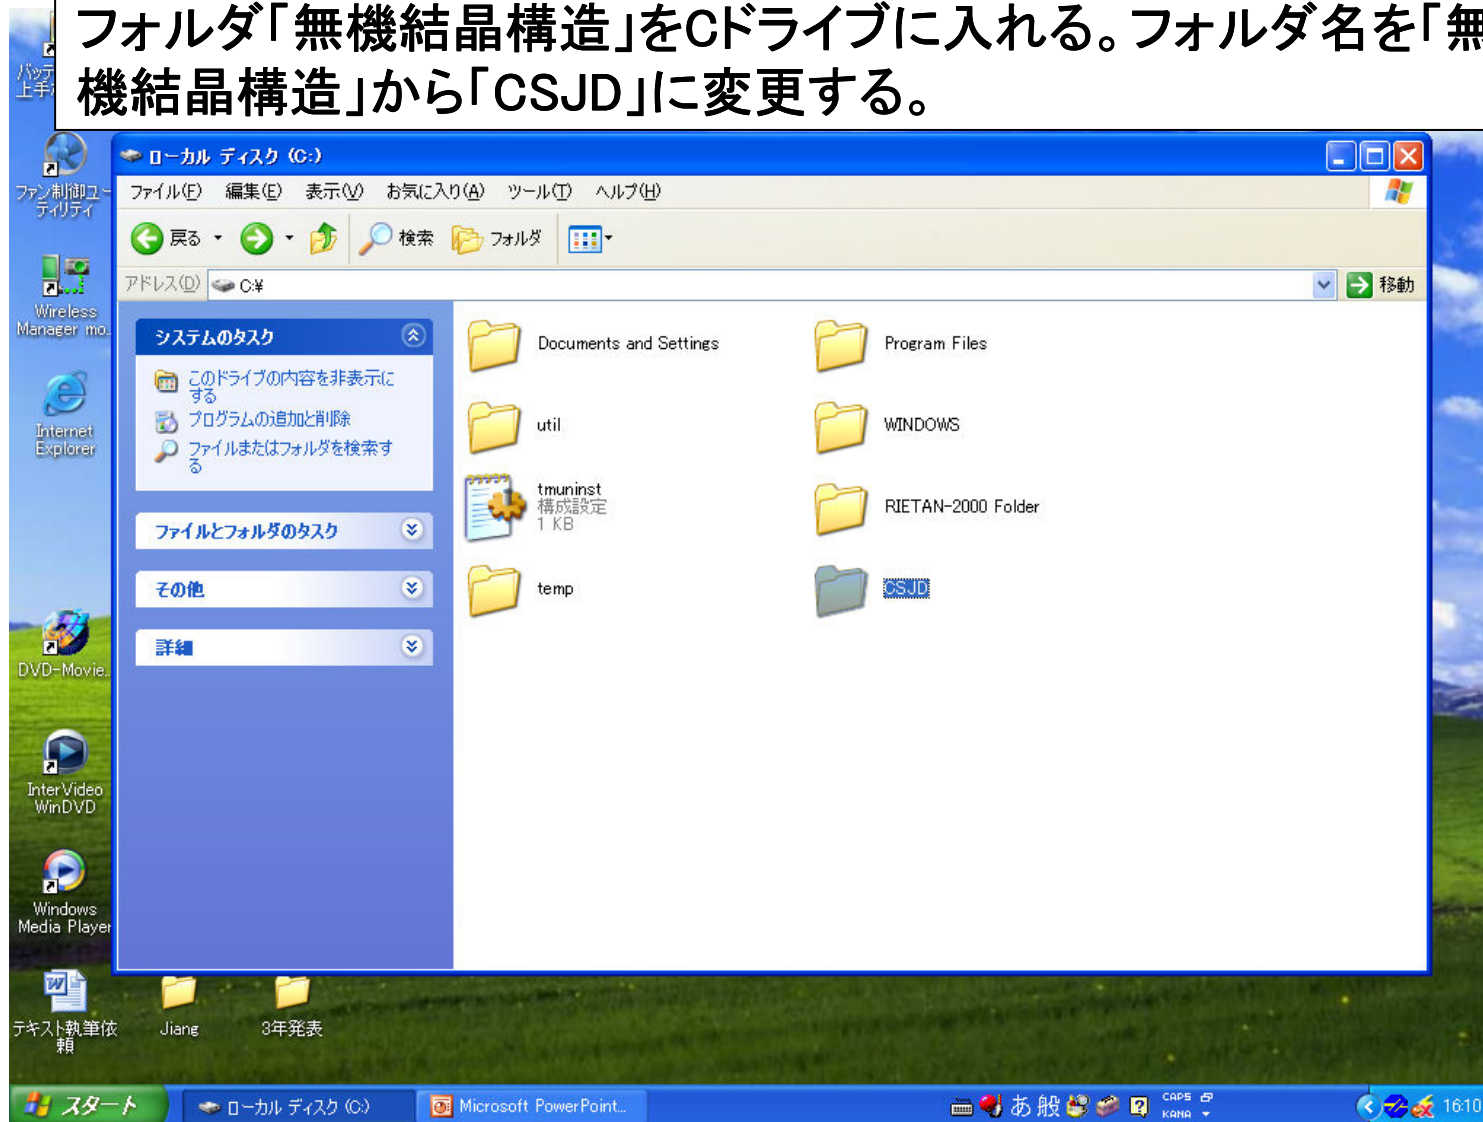 フォルダ「無機結晶構造」をCドライブに入れる。フォルダ名を「無
機結晶構造」から「CSJD」に変更する。
ローカル ディスク (C:)
ファイル(F) 編集(E) 表示(V) お気に入り(A) ツール(T) ヘルプ(H)
戻る 検索 フォルダ
アドレス(D) C:¥ 移動
システムのタスク
このドライブの内容を非表示に
する
プログラムの追加と削除
ファイルまたはフォルダを検索す
る
ファイルとフォルダのタスク
その他
詳細
Documents and Settings
Program Files
util
WINDOWS
tmuninst
構成設定
1 KB
RIETAN-2000 Folder
temp
CSJD
ファン制御ユー
ティリティ
Wireless
Manager mo..
Internet
Explorer
DVD-Movie..
InterVideo
WinDVD
Windows
Media Player
テキスト執筆依
頼
Jiang
3年発表
スタート
ローカル ディスク (C:)
Microsoft PowerPoint...
あ 般
CAPS
KANA
16:10